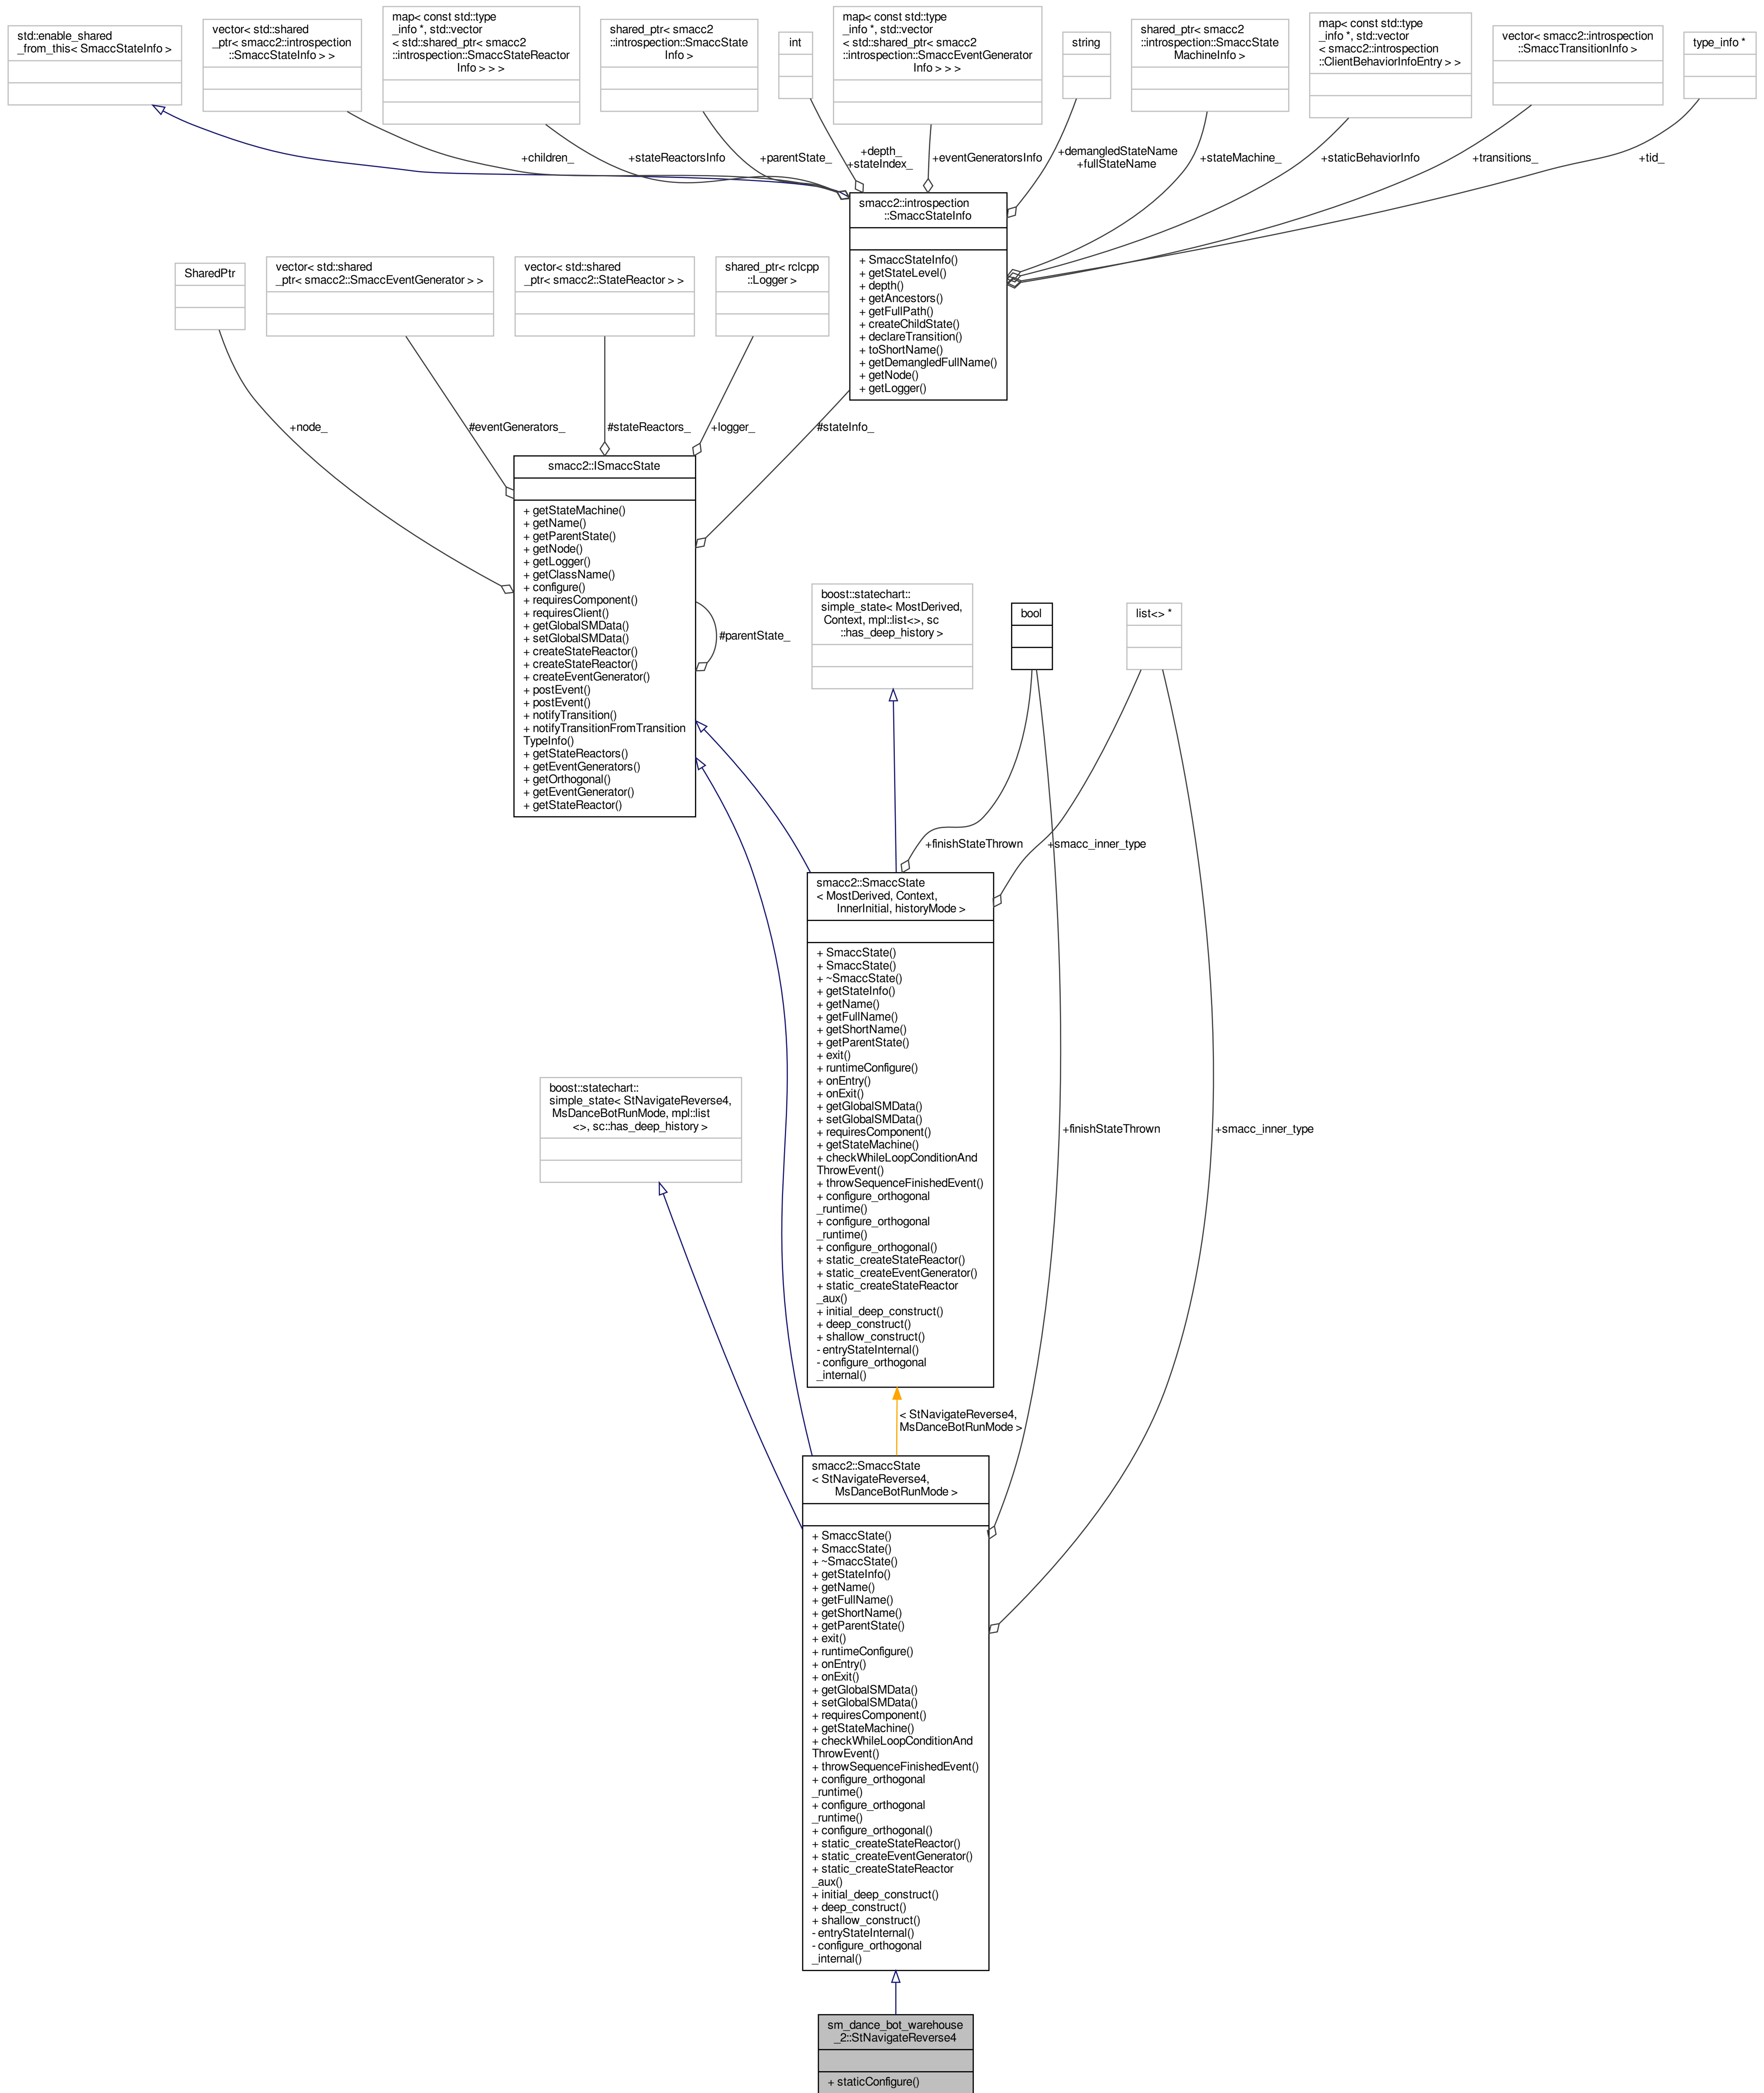 std::enable_shared
_from_this< SmaccStateInfo >
vector< std::shared
_ptr< smacc2::introspection
::SmaccStateInfo > >
map< const std::type
_info *, std::vector
< std::shared_ptr< smacc2
::introspection::SmaccStateReactor
Info > > >
shared_ptr< smacc2
::introspection::SmaccState
Info >
int
map< const std::type
_info *, std::vector
< std::shared_ptr< smacc2
::introspection::SmaccEventGenerator
Info > > >
string
shared_ptr< smacc2
::introspection::SmaccState
MachineInfo >
map< const std::type
_info *, std::vector
< smacc2::introspection
::ClientBehaviorInfoEntry > >
vector< smacc2::introspection
::SmaccTransitionInfo >
type_info *
+children_
+stateReactorsInfo
+parentState_
+depth_
+stateIndex_
+eventGeneratorsInfo
+demangledStateName
+fullStateName
+stateMachine_
+staticBehaviorInfo
+transitions_
+tid_
smacc2::introspection
::SmaccStateInfo
+ SmaccStateInfo()
+ getStateLevel()
+ depth()
+ getAncestors()
+ getFullPath()
+ createChildState()
+ declareTransition()
+ toShortName()
+ getDemangledFullName()
+ getNode()
+ getLogger()
SharedPtr
vector< std::shared
_ptr< smacc2::SmaccEventGenerator > >
vector< std::shared
_ptr< smacc2::StateReactor > >
shared_ptr< rclcpp
::Logger >
+node_
#eventGenerators_
#stateReactors_
+logger_
#stateInfo_
smacc2::ISmaccState
+ getStateMachine()
+ getName()
+ getParentState()
+ getNode()
+ getLogger()
+ getClassName()
+ configure()
+ requiresComponent()
+ requiresClient()
+ getGlobalSMData()
+ setGlobalSMData()
+ createStateReactor()
+ createStateReactor()
+ createEventGenerator()
+ postEvent()
+ postEvent()
+ notifyTransition()
+ notifyTransitionFromTransition
TypeInfo()
+ getStateReactors()
+ getEventGenerators()
+ getOrthogonal()
+ getEventGenerator()
+ getStateReactor()
#parentState_
boost::statechart::
simple_state< MostDerived,
Context, mpl::list<>, sc
::has_deep_history >
bool
list<> *
+finishStateThrown
+smacc_inner_type
smacc2::SmaccState
< MostDerived, Context,
InnerInitial, historyMode >
+ SmaccState()
+ SmaccState()
+ ~SmaccState()
+ getStateInfo()
+ getName()
+ getFullName()
+ getShortName()
+ getParentState()
+ exit()
+ runtimeConfigure()
+ onEntry()
+ onExit()
+ getGlobalSMData()
+ setGlobalSMData()
+ requiresComponent()
+ getStateMachine()
+ checkWhileLoopConditionAnd
ThrowEvent()
+ throwSequenceFinishedEvent()
+ configure_orthogonal
_runtime()
+ configure_orthogonal
_runtime()
+ configure_orthogonal()
+ static_createStateReactor()
+ static_createEventGenerator()
+ static_createStateReactor
_aux()
+ initial_deep_construct()
+ deep_construct()
+ shallow_construct()
- entryStateInternal()
- configure_orthogonal
_internal()
boost::statechart::
simple_state< StNavigateReverse4,
MsDanceBotRunMode, mpl::list
<>, sc::has_deep_history >
+finishStateThrown
+smacc_inner_type
< StNavigateReverse4,
MsDanceBotRunMode >
smacc2::SmaccState
< StNavigateReverse4,
MsDanceBotRunMode >
+ SmaccState()
+ SmaccState()
+ ~SmaccState()
+ getStateInfo()
+ getName()
+ getFullName()
+ getShortName()
+ getParentState()
+ exit()
+ runtimeConfigure()
+ onEntry()
+ onExit()
+ getGlobalSMData()
+ setGlobalSMData()
+ requiresComponent()
+ getStateMachine()
+ checkWhileLoopConditionAnd
ThrowEvent()
+ throwSequenceFinishedEvent()
+ configure_orthogonal
_runtime()
+ configure_orthogonal
_runtime()
+ configure_orthogonal()
+ static_createStateReactor()
+ static_createEventGenerator()
+ static_createStateReactor
_aux()
+ initial_deep_construct()
+ deep_construct()
+ shallow_construct()
- entryStateInternal()
- configure_orthogonal
_internal()
sm_dance_bot_warehouse
_2::StNavigateReverse4
+ staticConfigure()